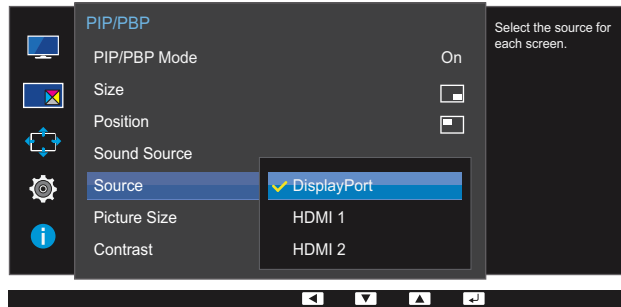 PIP/PBP
PIP/PBP Mode On
Size
Position
Sound Source
Source
Picture Size
Contrast
DisplayPort
HDMI 1
HDMI 2
Select the source for
each screen.